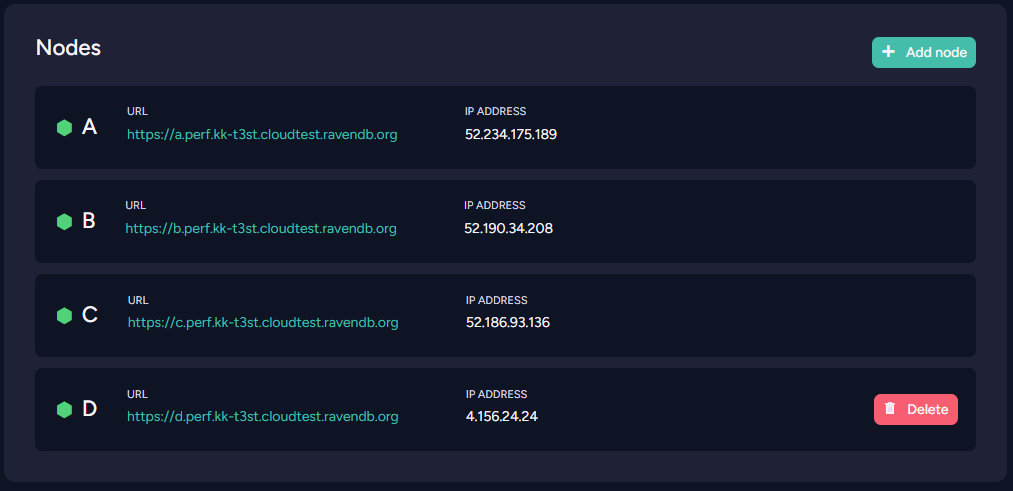 Nodes
Add node
A
URL
IP ADDRESS
https://a.perf.kk-t3st.cloudtest.ravendb.org
52.234.175.189
B
URL
IP ADDRESS
https://b.perf.kk-t3st.cloudtest.ravendb.org
52.190.34.208
C
URL
IP ADDRESS
https://c.perf.kk-t3st.cloudtest.ravendb.org
52.186.93.136
D
URL
IP ADDRESS
https://d.perf.kk-t3st.cloudtest.ravendb.org
4.156.24.24
Delete